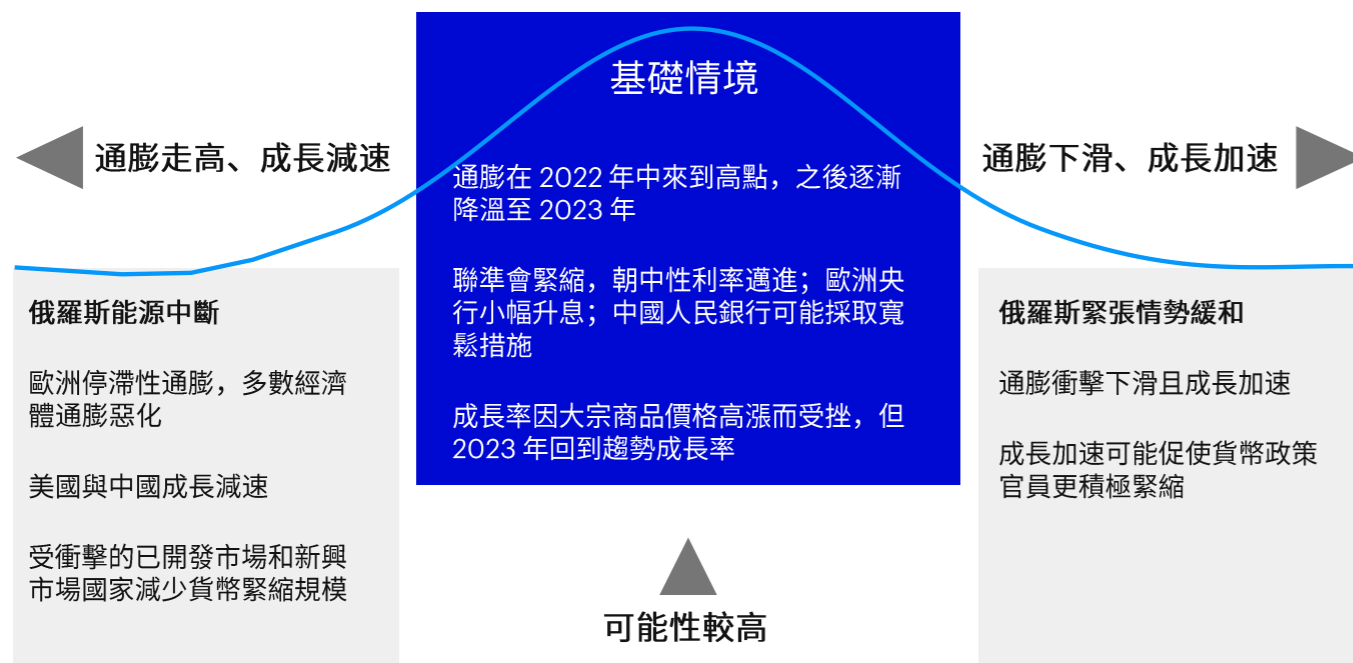 通膨走高、成長減速
俄羅斯能源中斷
歐洲停滯性通膨，多數經濟
體通膨惡化
美國與中國成長減速
受衝擊的已開發市場和新興
市場國家減少貨幣緊縮規模
基礎情境
通膨在 2022 年中來到高點，之後逐漸
降溫至 2023 年
聯準會緊縮，朝中性利率邁進；歐洲央
行小幅升息；中國人民銀行可能採取寬
鬆措施
成長率因大宗商品價格高漲而受挫，但
2023 年回到趨勢成長率
可能性較高
通膨下滑、成長加速
俄羅斯緊張情勢緩和
通膨衝擊下滑且成長加速
成長加速可能促使貨幣政策
官員更積極緊縮